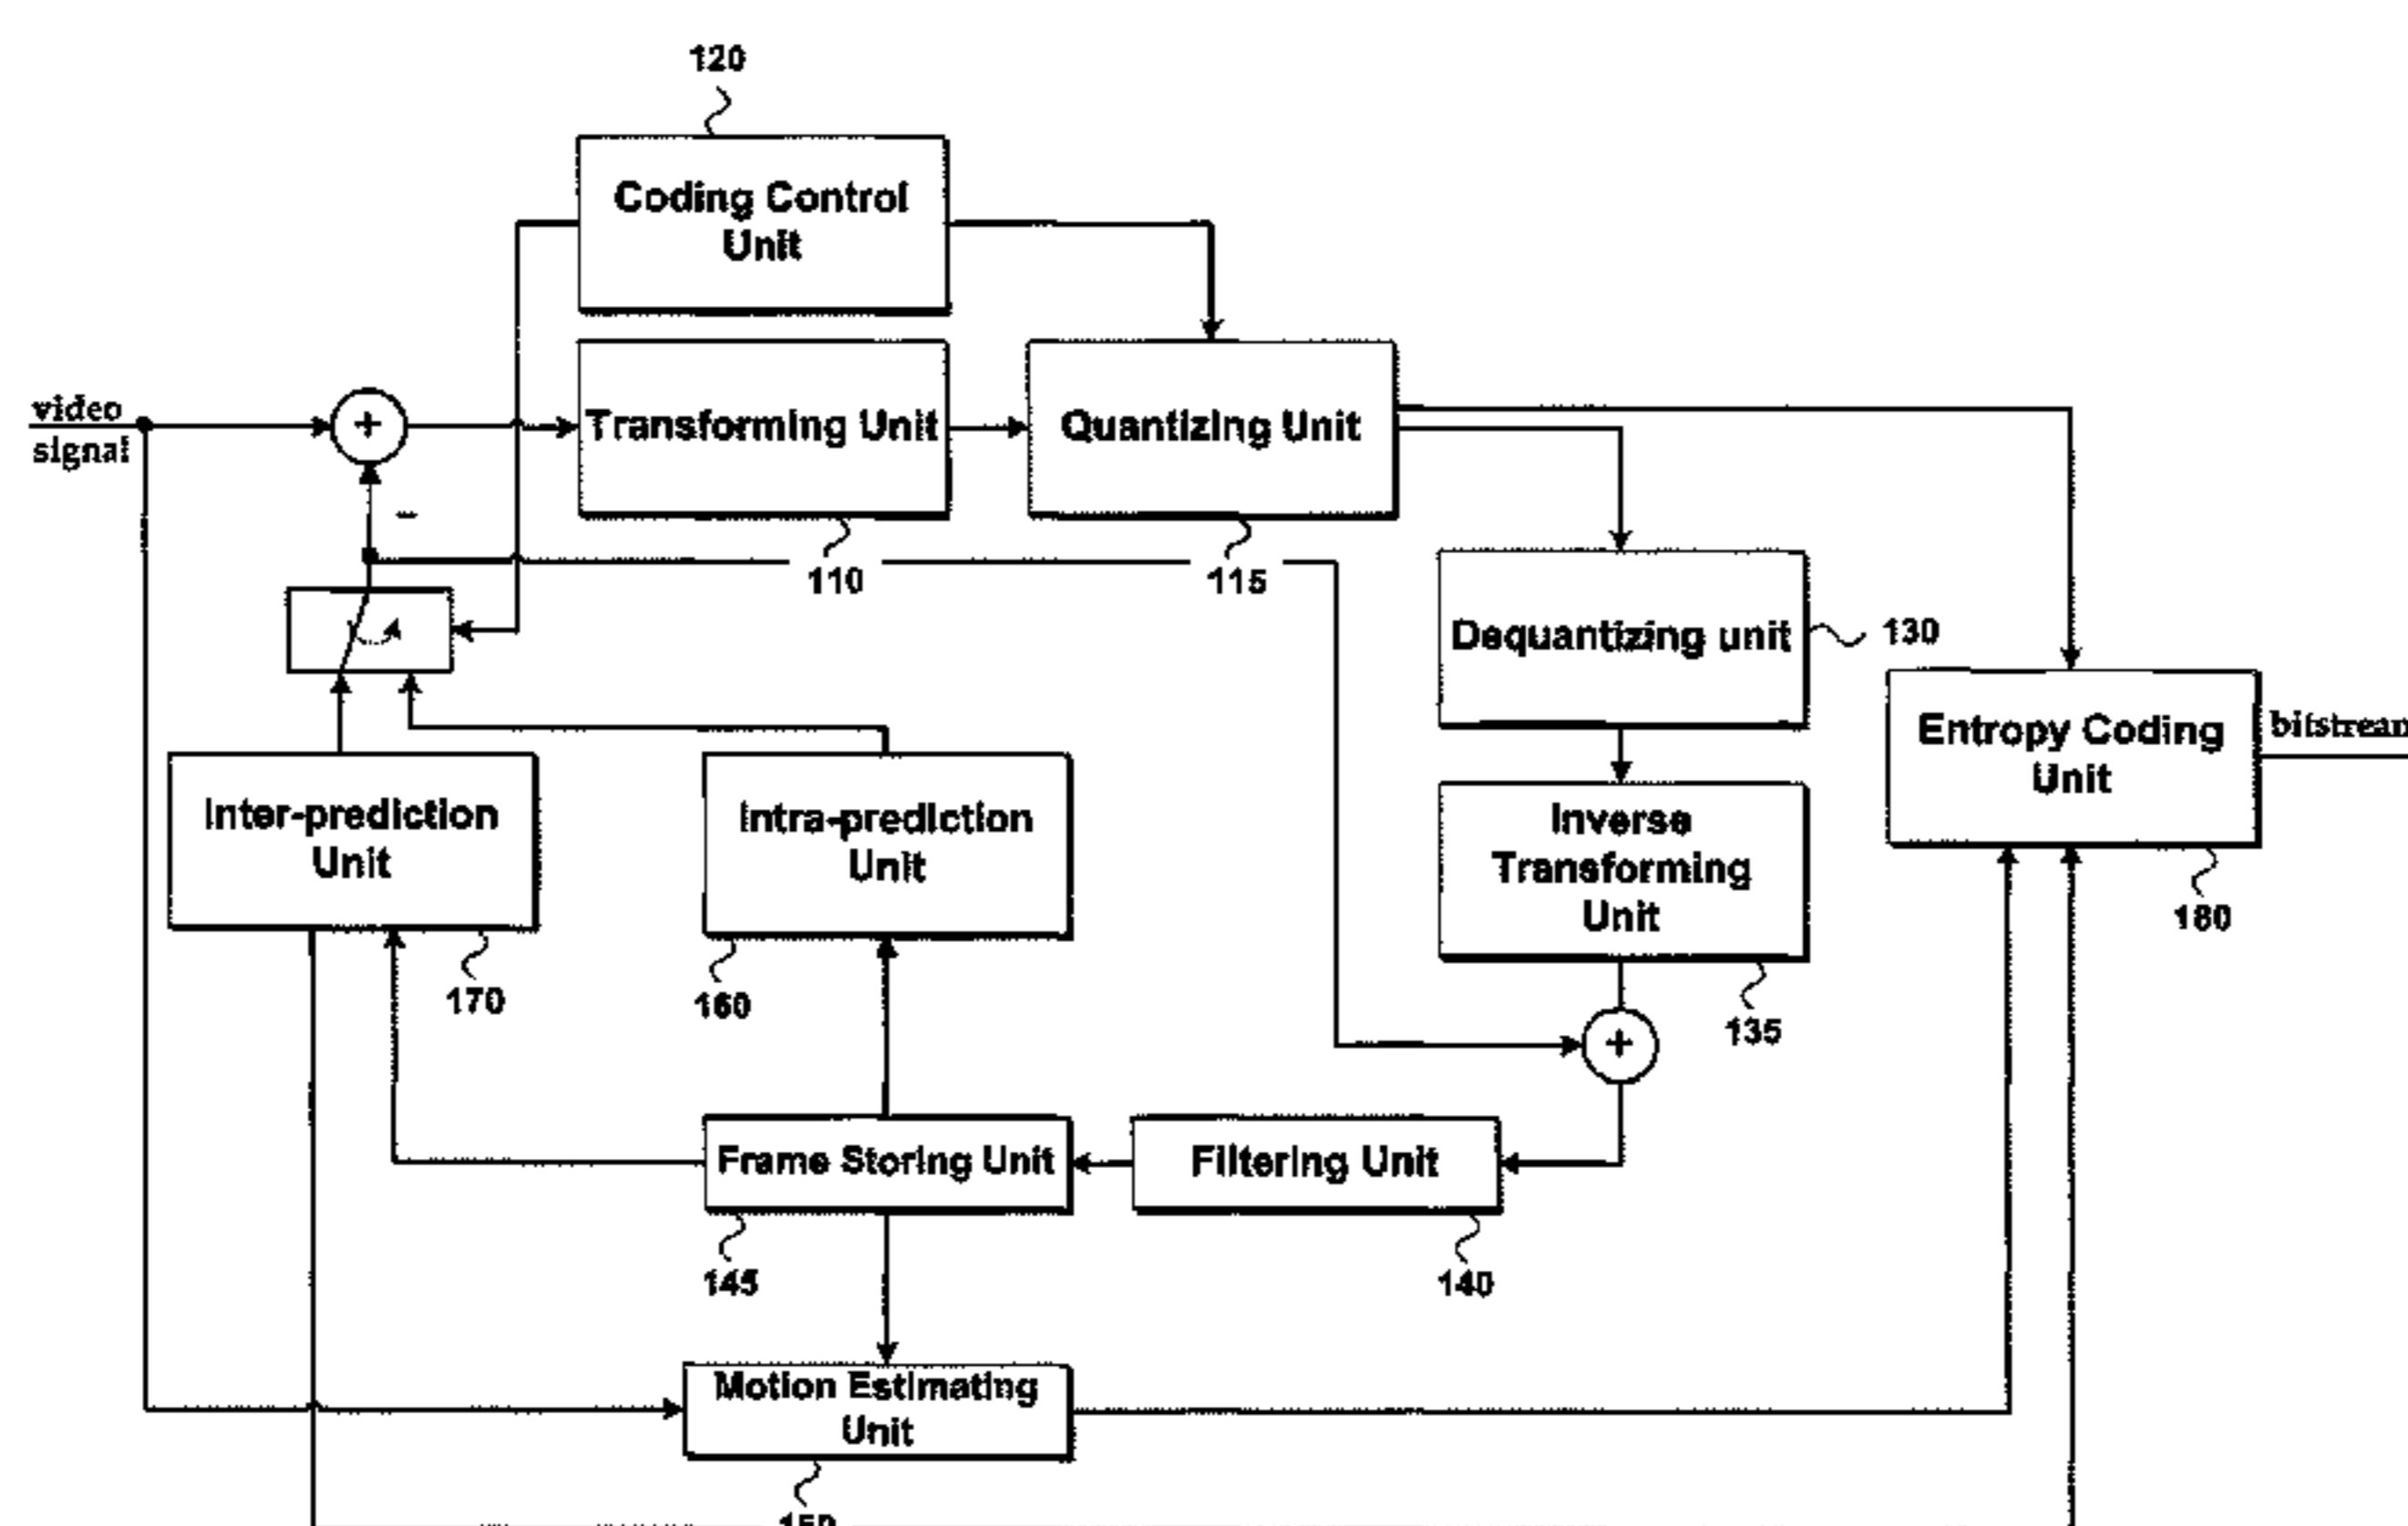 120
Coding Control
Unit
video
signal
+
Transforming Unit
Quantizing Unit
–
110
115
Dequantizing unit
130
Entropy Coding
Unit
Inter-prediction
Unit
Intra-prediction
Unit
Inverse
Transforming
Unit
180
170
160
135
+
Frame Storing Unit
Filtering Unit
145
140
Motion Estimating
Unit